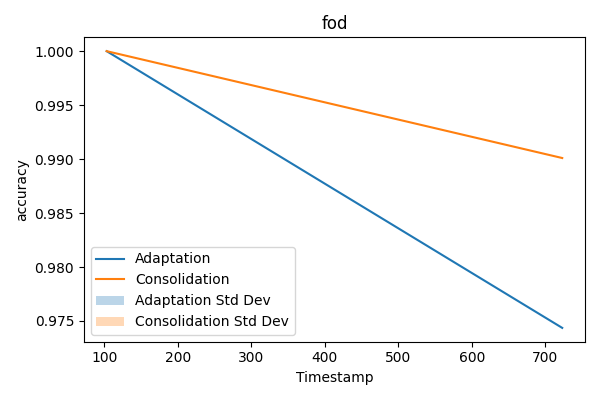 fod
1.000
0.995
0.990
0.985
0.980
0.975
accuracy
Adaptation
Consolidation
Adaptation Std Dev
Consolidation Std Dev
100 200 300 400 500 600 700
Timestamp